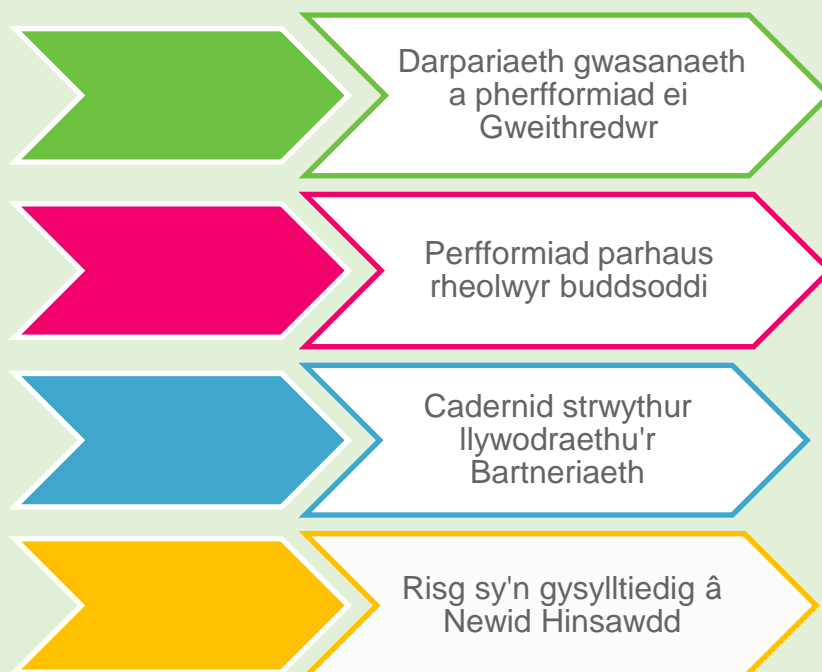 Darpariaeth gwasanaeth
a pherfformiad ei
Gweithredwr
Perfformiad parhaus
rheolwyr buddsoddi
Cadernid strwythur
llywodraethu'r
Bartneriaeth
Risg sy'n gysylltiedig â
Newid Hinsawdd